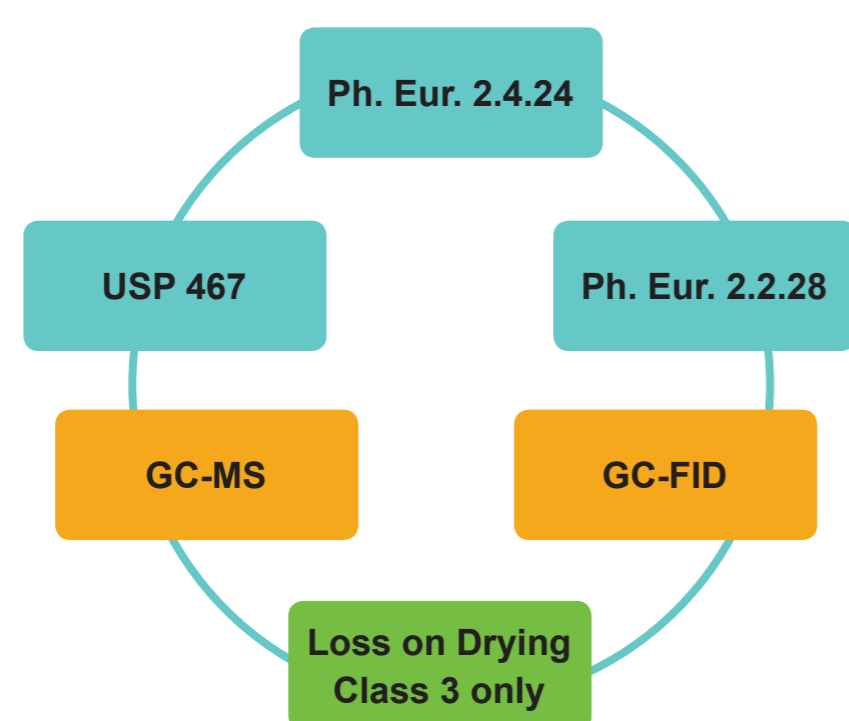 Ph. Eur. 2.4.24
USP 467
Ph. Eur. 2.2.28
GC-MS
GC-FID
Loss on Drying
Class 3 only